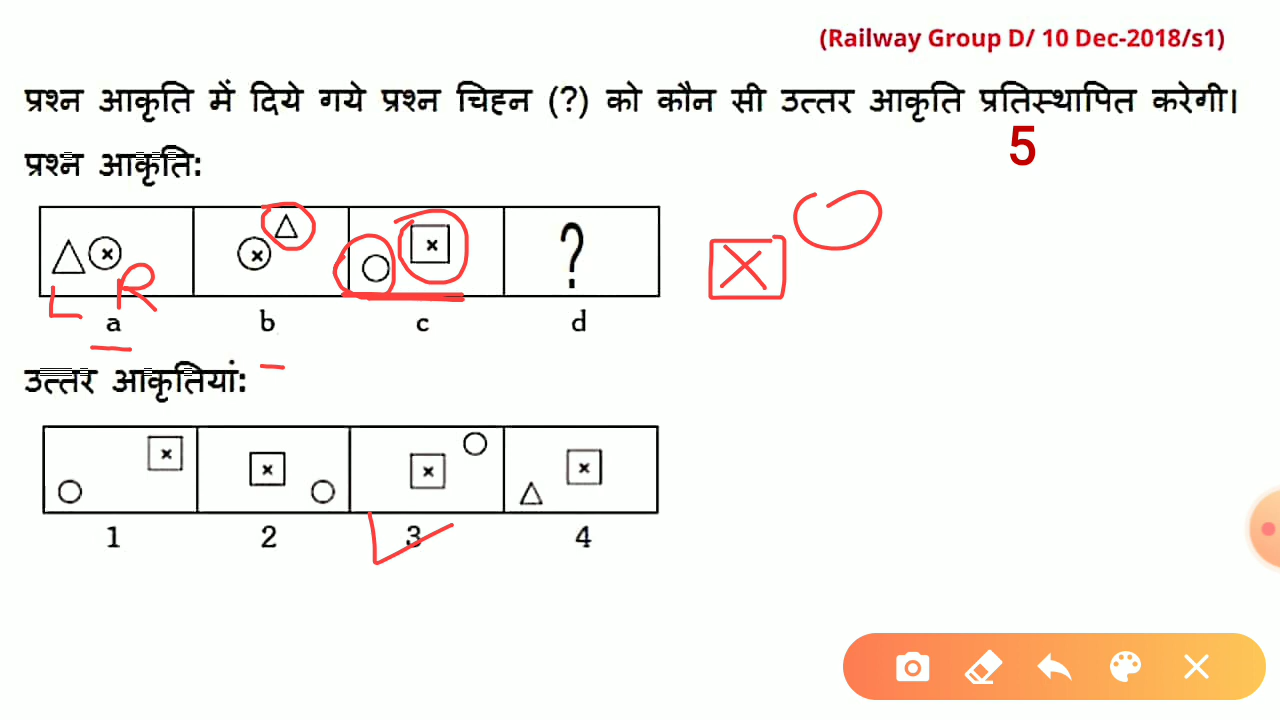 (Railway Group D/ 10 Dec-2018/s1)
प्रश्न आकृति में दिये गये प्रश्न चिह्न (?) को कौन सी उत्तर आकृति प्रतिस्थापित करेगी।
5
प्रश्न आकृति:
?
L R
a b c d
उत्तर आकृतियां:
1 2 3 4